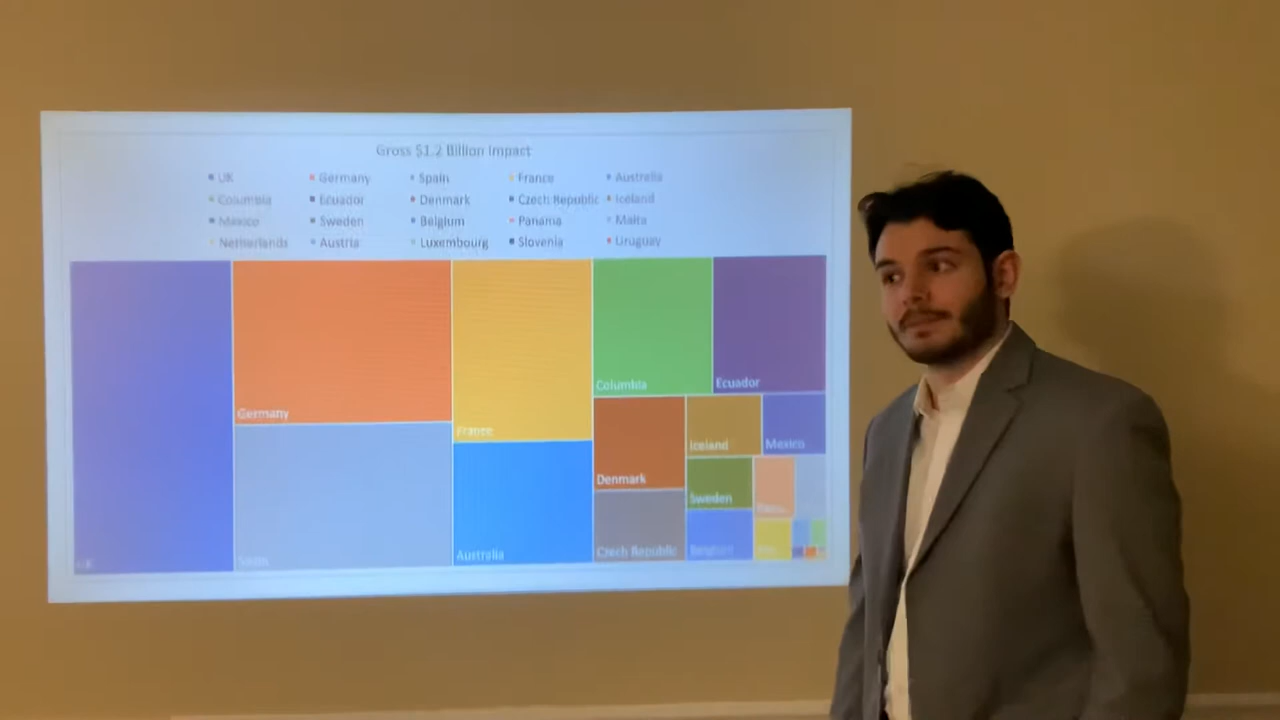 Gross $1.2 Billion Impact
UK Germany Spain France Australia
Columbia Ecuador Denmark Czech Republic Iceland
Mexico Sweden Belgium Panama Malta
Netherlands Austria Luxembourg Slovenia Uruguay
Columbia Ecuador
Germany
France
Iceland Mexico
Denmark
Sweden
Australia
Czech Republic Belgium
UK Spain